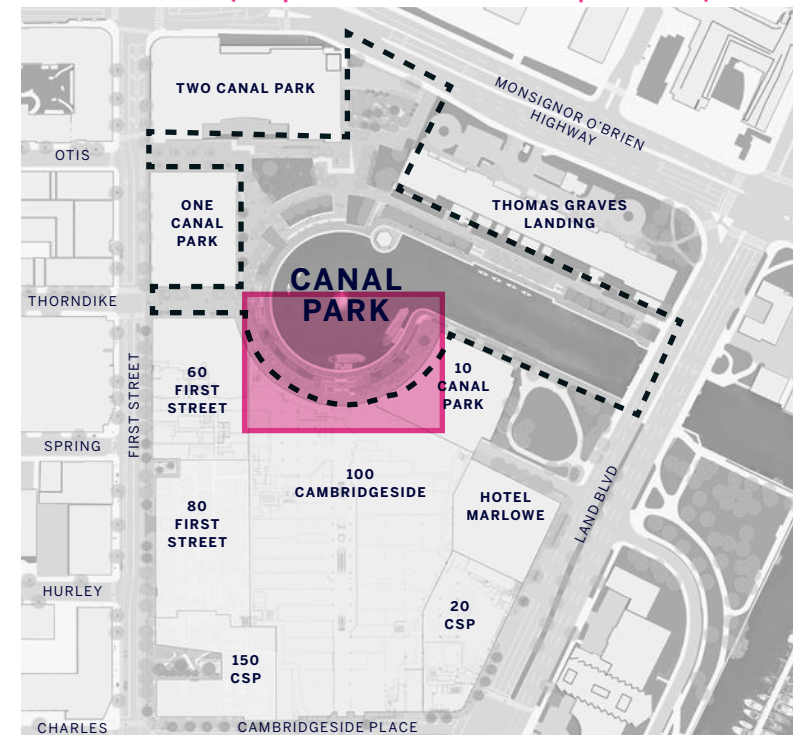 TWO CANAL PARK
MONSIGNOR O'BRIEN
HIGHWAY
OTIS
ONE
CANAL
PARK
THOMAS GRAVES
LANDING
CANAL
PARK
THORNDIKE
FIRST STREET
60
FIRST
STREET
10
CANAL
PARK
SPRING
100
CAMBRIDGESIDE
HOTEL
MARLOWE
LAND BLVD
80
FIRST
STREET
HURLEY
20
CSP
150
CSP
CHARLES
CAMBRIDGESIDE PLACE